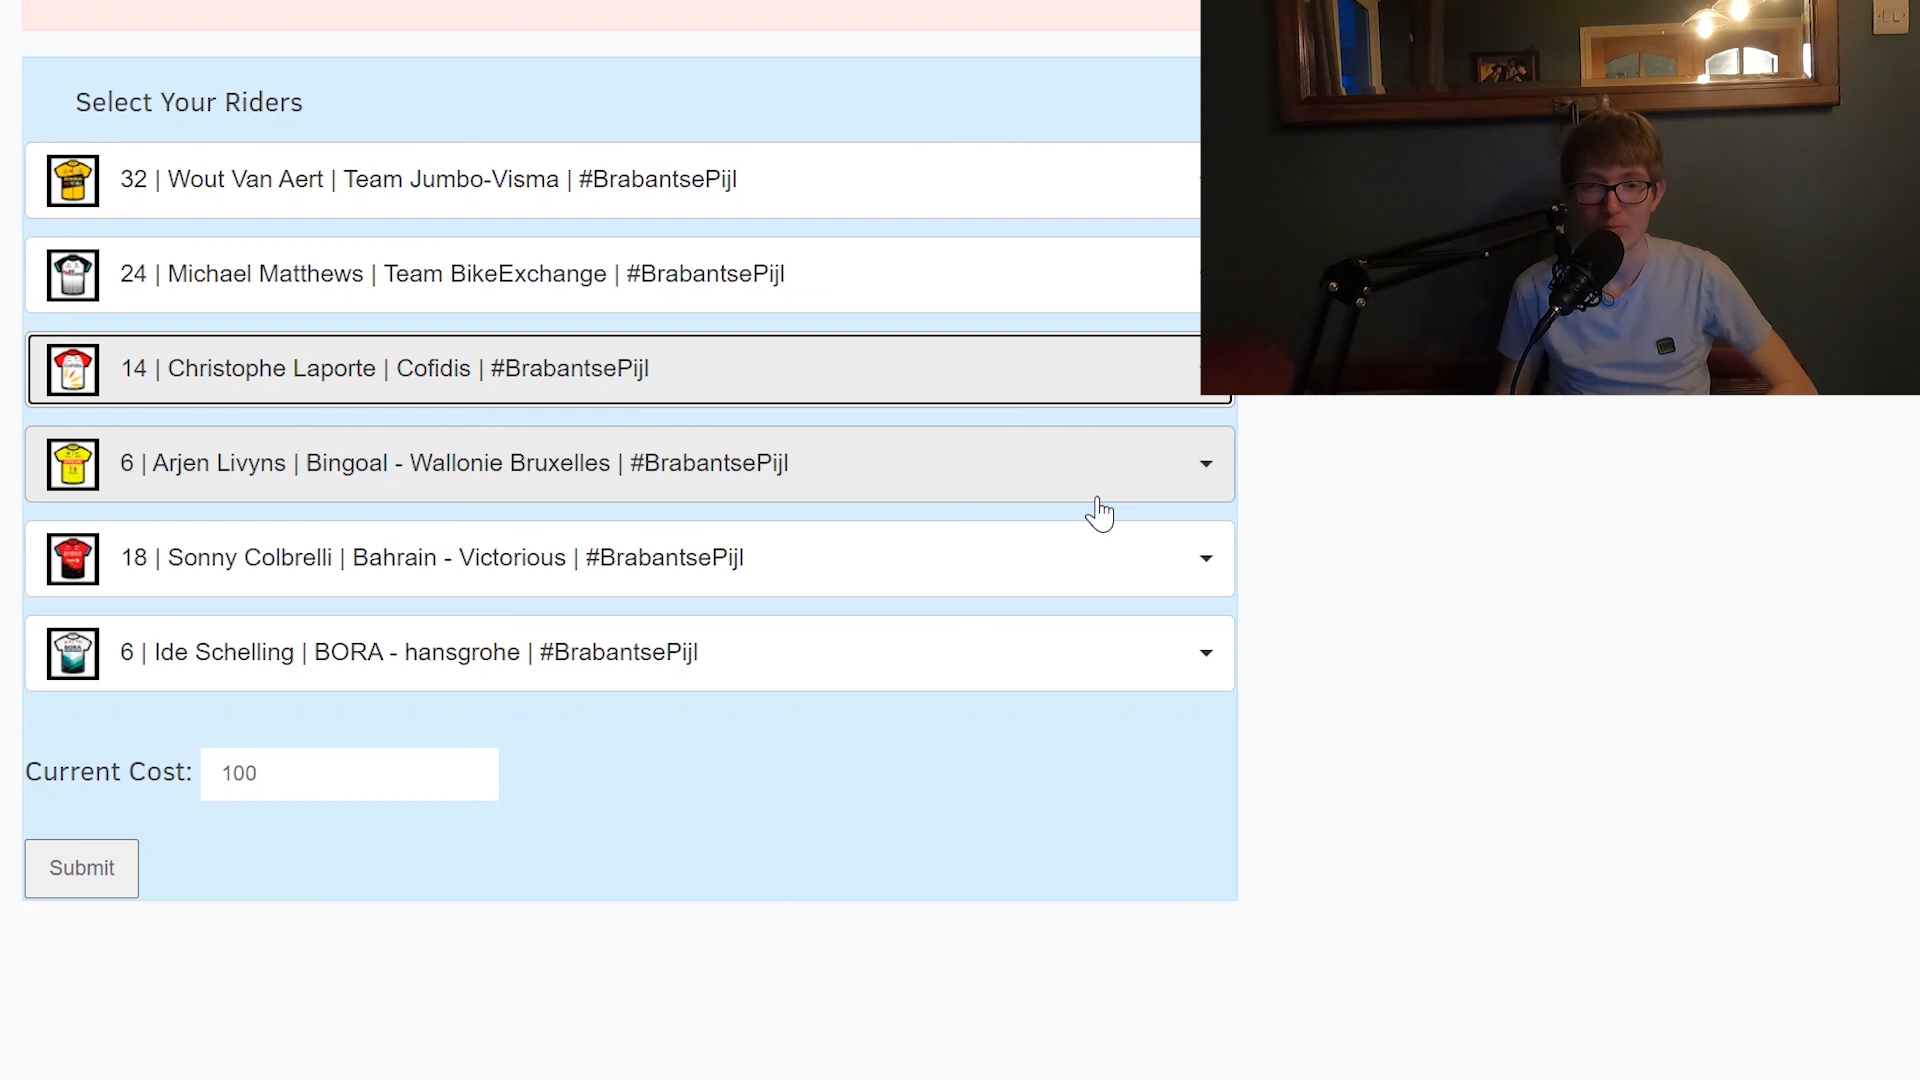 Select Your Riders
32 | Wout Van Aert | Team Jumbo-Visma | #BrabantsePijl
24 | Michael Matthews | Team BikeExchange | #BrabantsePijl
14 | Christophe Laporte | Cofidis | #BrabantsePijl
6 | Arjen Livyns | Bingoal - Wallonie Bruxelles | #BrabantsePijl
18 | Sonny Colbrelli | Bahrain - Victorious | #BrabantsePijl
6 | Ide Schelling | BORA - hansgrohe | #BrabantsePijl
Current Cost: 100
Submit